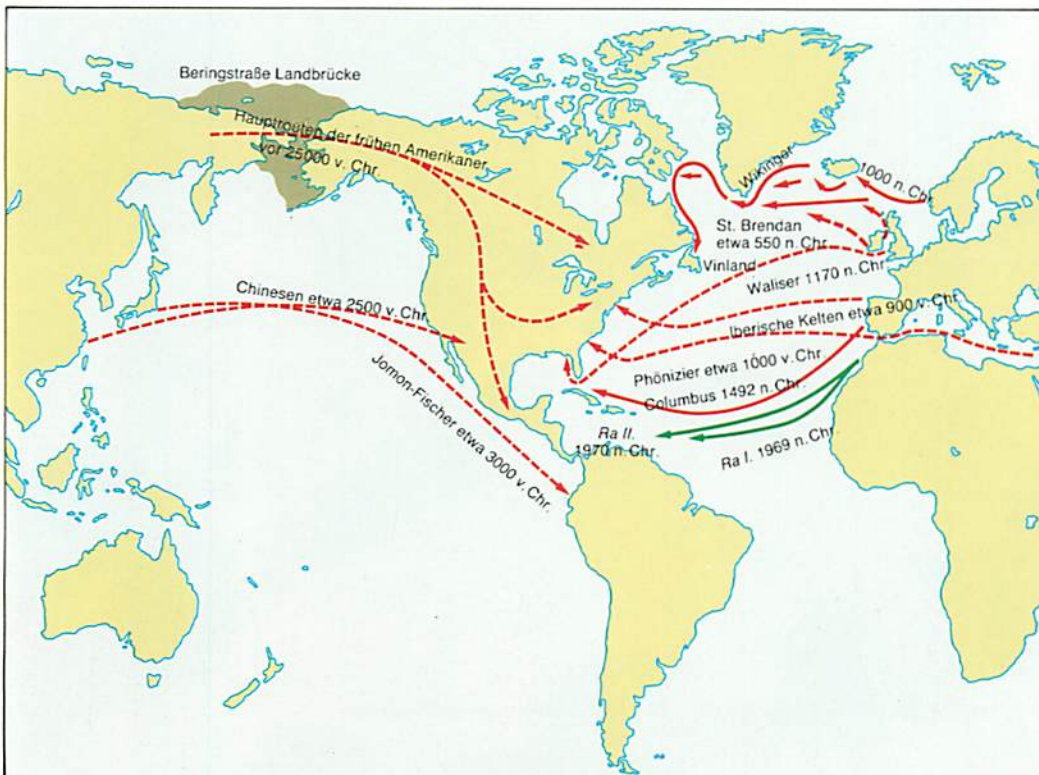 Beringstraße Landbrücke
Hauptrouten der frühen Amerikaner
vor 25000 v. Chr.
Wikinger
1000 n. Chr.
St. Brendan
etwa 550 n. Chr.
Vinland
Waliser 1170 n. Chr.
Chinesen etwa 2500 v. Chr.
Iberische Kelten etwa 900 v. Chr.
Jomon-Fischer etwa 3000 v. Chr.
Phönizier etwa 1000 v. Chr.
Columbus 1492 n. Chr.
Ra II.
1970 n. Chr.
Ra I. 1969 n. Chr.